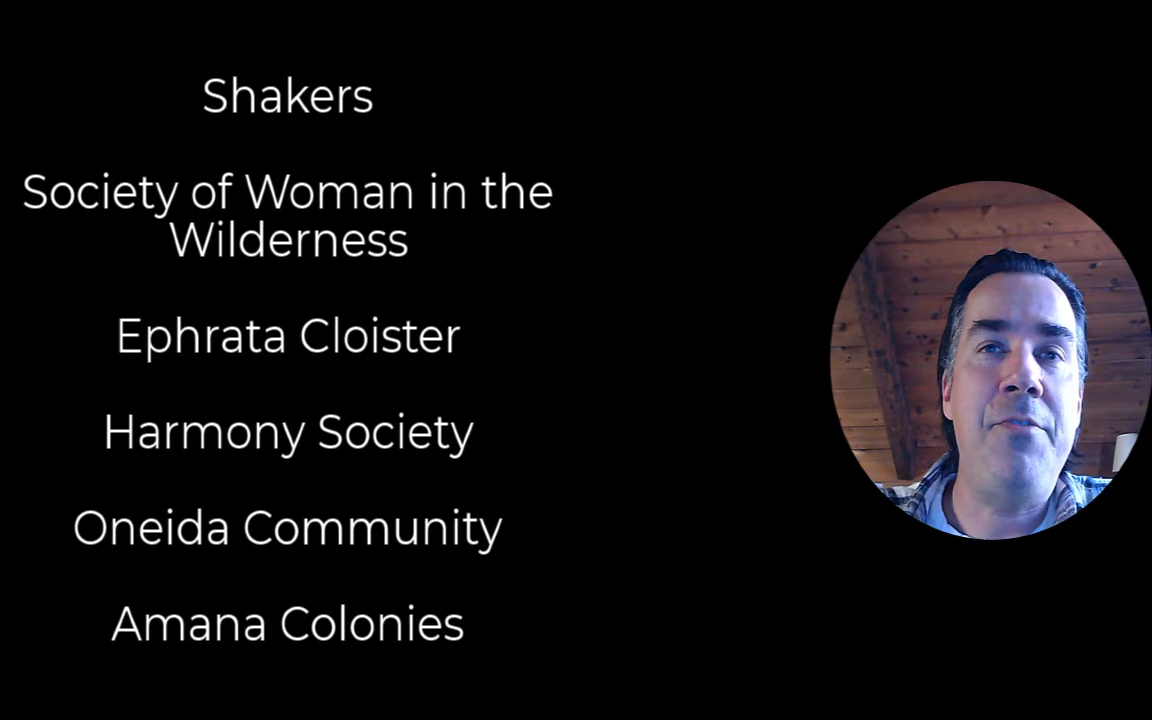 Shakers
Society of Woman in the
Wilderness
Ephrata Cloister
Harmony Society
Oneida Community
Amana Colonies